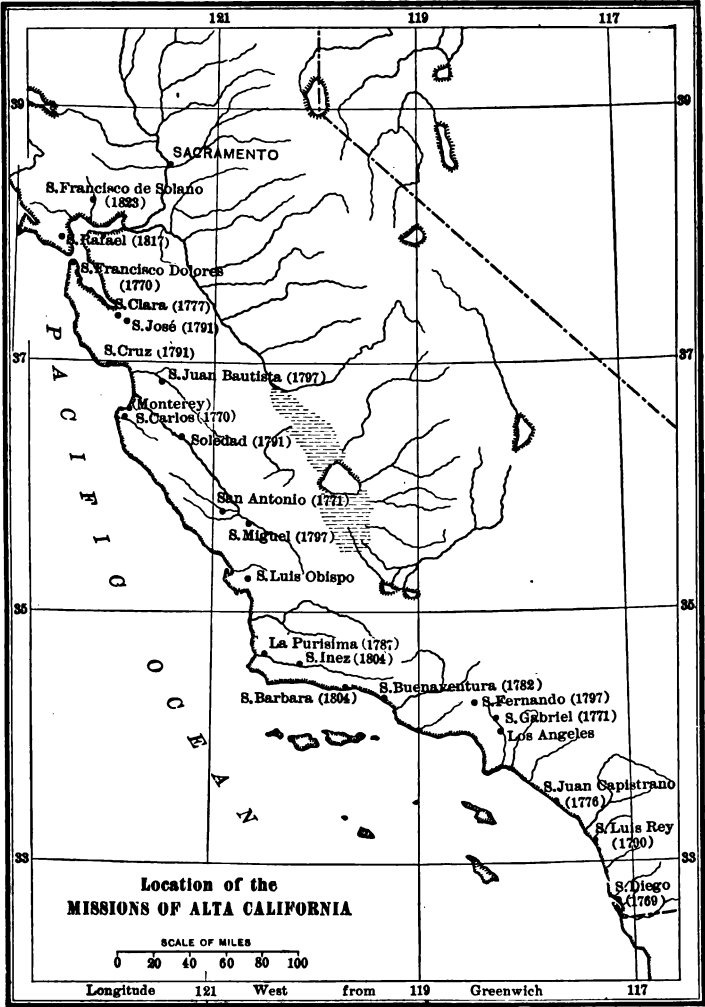 121 119 117
39 39
SACRAMENTO
S.Francisco de Solano
(1823)
S.Rafael (1817)
S.Francisco Dolores
(1770)
S.Clara (1777)
S.José (1791)
S.Cruz (1791)
37 37
S.Juan Bautista (1797)
(Monterey)
S.Carlos (1770)
Soledad (1791)
San Antonio (1771)
S.Miguel (1797)
S.Luis Obispo
PACIFIC
OCEAN
35 35
La Purisima (1787)
S.Inez (1804)
S.Barbara (1804)
S.Buenaventura (1782)
S.Fernando (1797)
S.Gabriel (1771)
Los Angeles
S.Juan Capistrano
(1776)
S.Luis Rey
(1790)
33 33
S.Diego
(1769)
Location of the
MISSIONS OF ALTA CALIFORNIA
SCALE OF MILES
0 20 40 60 80 100
Longitude 121 West from 119 Greenwich 117